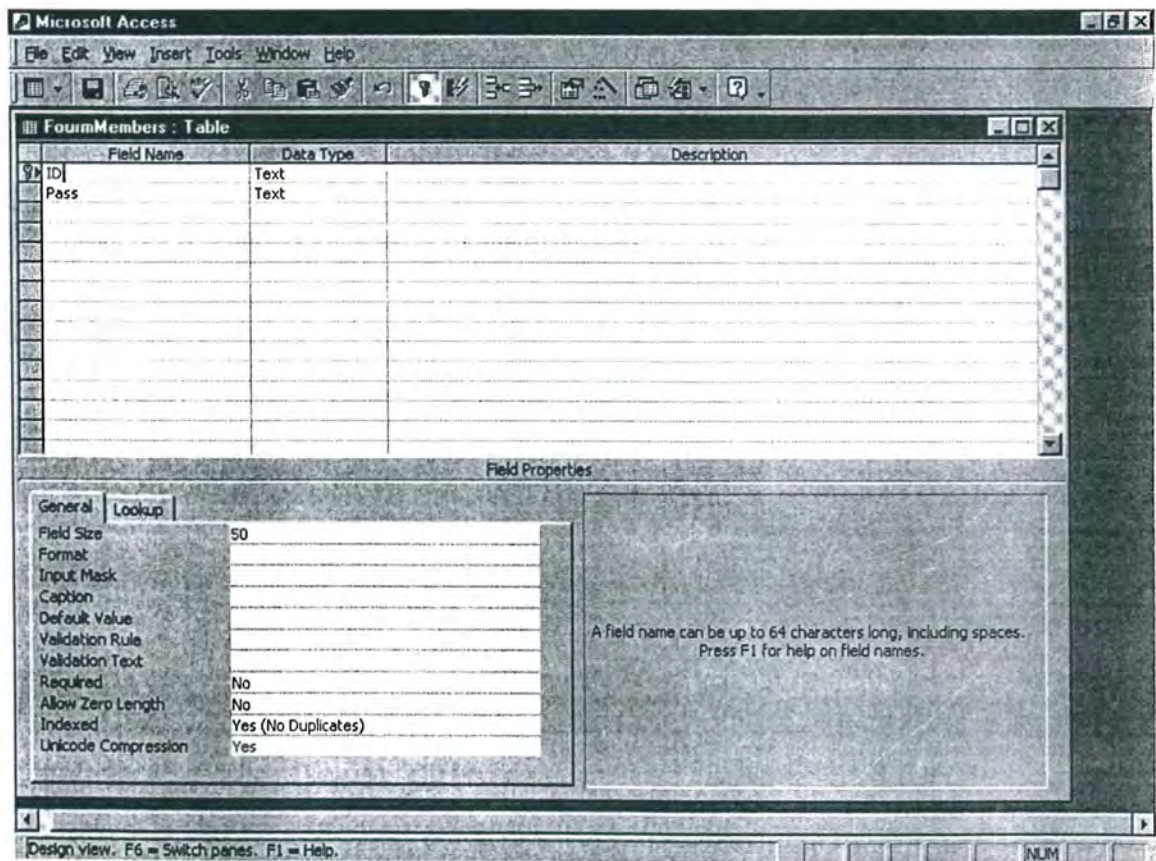 Microsoft Access
File Edit View Insert Tools Window Help
FourmMembers : Table
Field Name Data Type Description
ID Text
Pass Text
Field Properties
General Lookup
Field Size 50
Format
Input Mask
Caption
Default Value
Validation Rule
Validation Text
Required No
Allow Zero Length No
Indexed Yes (No Duplicates)
Unicode Compression Yes
A field name can be up to 64 characters long, including spaces.
Press F1 for help on field names.
Design view. F6 = Switch panes. F1 = Help. NUM